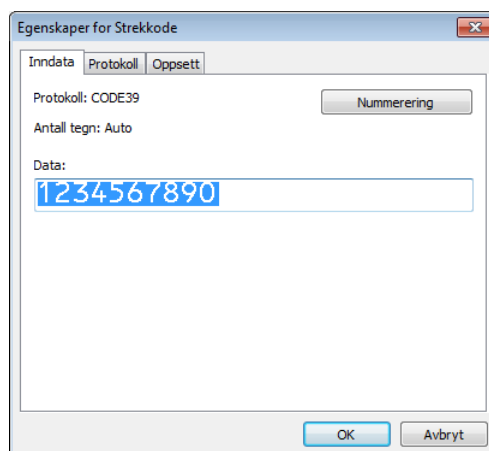 Egenskaper for Strekkode
Inndata Protokoll Oppsett
Protokoll: CODE39 Nummerering
Antall tegn: Auto
Data:
1234567890
OK Avbryt